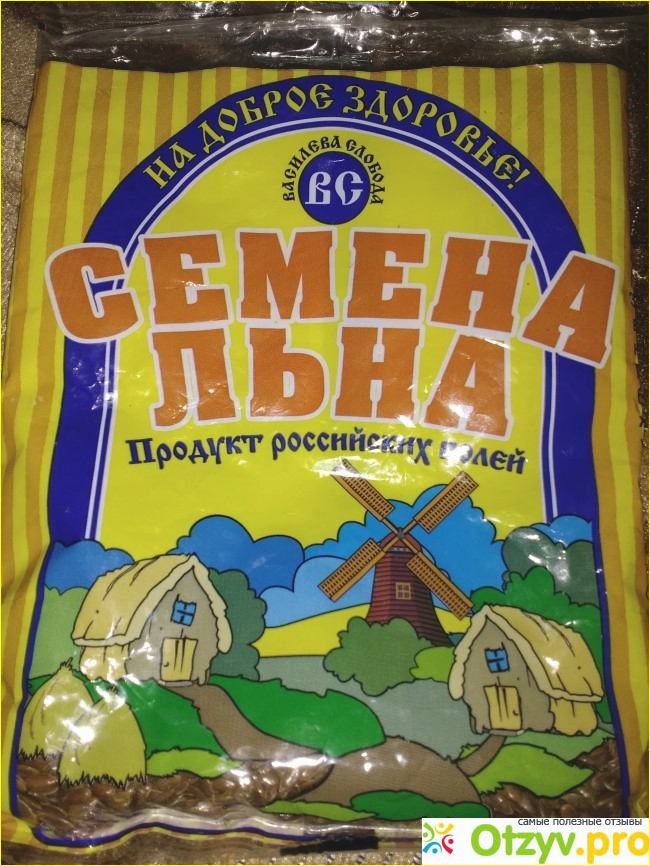 НА ДОБРОЕ ЗДОРОВЬЕ!
ВАСИЛЕВА СЛОБОДА
ВС
СЕМЕНА
ЛЬНА
Продукт российских полей
самые полезные отзывы
Otzyv.pro